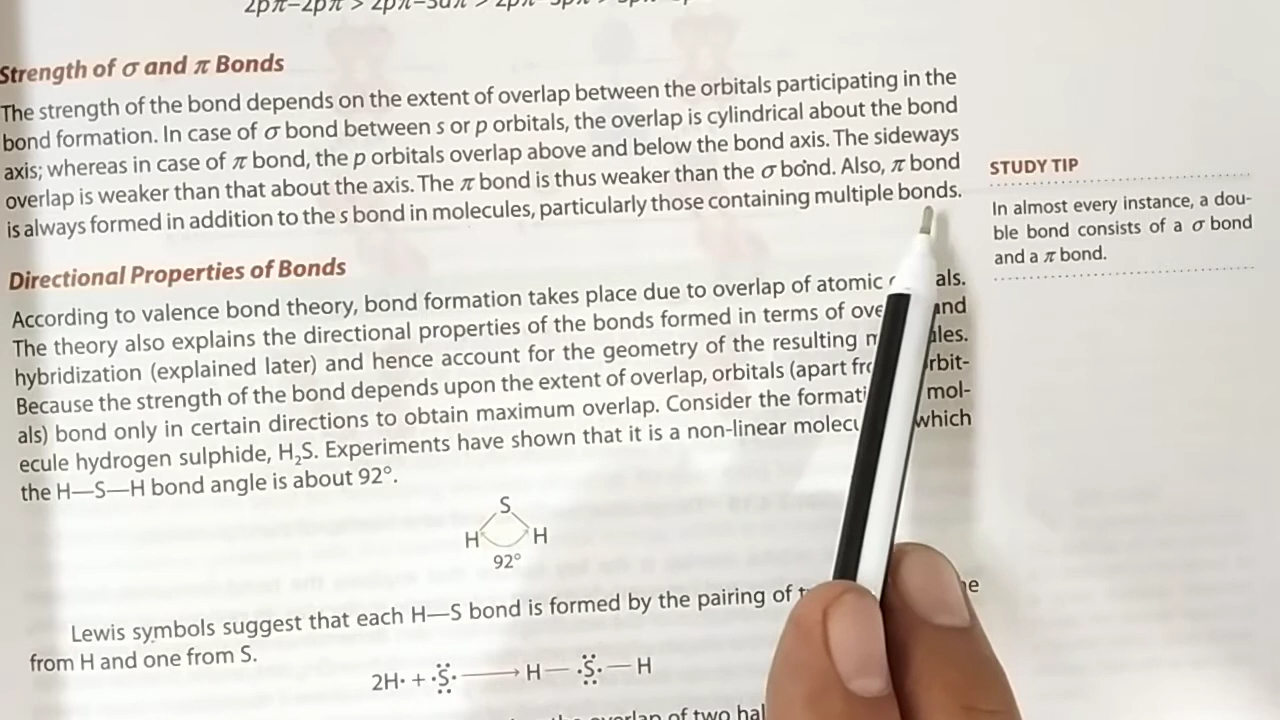 Strength of σ and π Bonds
The strength of the bond depends on the extent of overlap between the orbitals participating in the
bond formation. In case of σ bond between s or p orbitals, the overlap is cylindrical about the bond
axis; whereas in case of π bond, the p orbitals overlap above and below the bond axis. The sideways
overlap is weaker than that about the axis. The π bond is thus weaker than the σ bond. Also, π bond
is always formed in addition to the s bond in molecules, particularly those containing multiple bonds.
STUDY TIP
In almost every instance, a dou-
ble bond consists of a σ bond
and a π bond.
Directional Properties of Bonds
According to valence bond theory, bond formation takes place due to overlap of atomic als.
The theory also explains the directional properties of the bonds formed in terms of and
hybridization (explained later) and hence account for the geometry of the resulting
Because the strength of the bond depends upon the extent of overlap, orbitals (apart rbit-
als) bond only in certain directions to obtain maximum overlap. Consider the mol-
ecule hydrogen sulphide, H₂S. Experiments have shown that it is a non-linear which
the H—S—H bond angle is about 92°.
S
H H
92°
Lewis symbols suggest that each H—S bond is formed by the pairing of
from H and one from S.
2H· + ·S̈· ⟶ H — ·S̈· — H
overlap of two